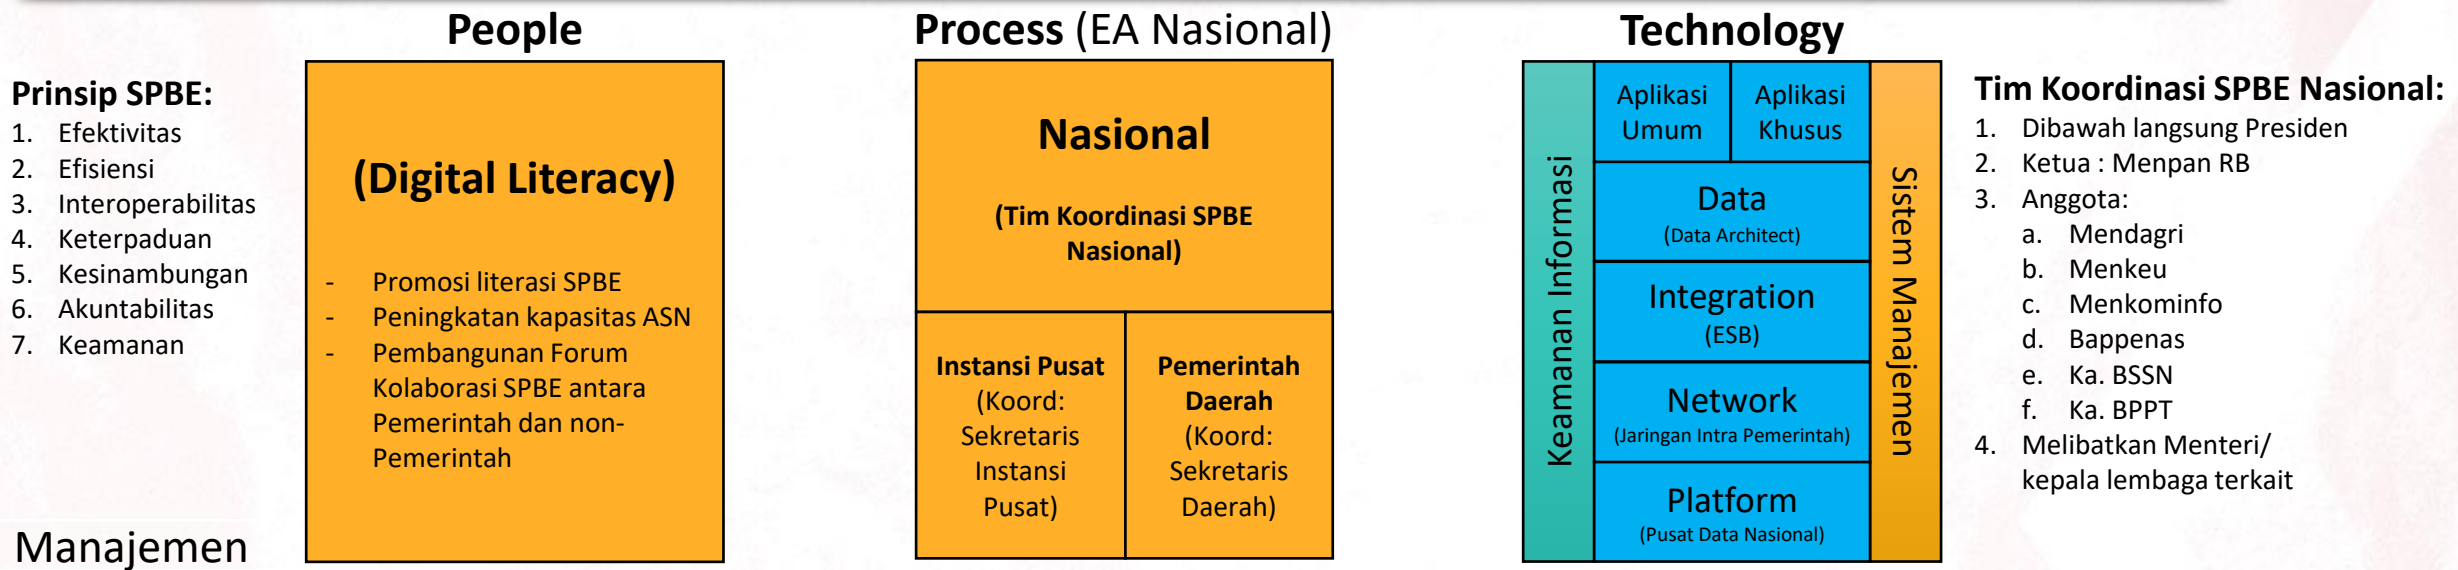 People
Process (EA Nasional)
Technology
Prinsip SPBE:
1. Efektivitas
2. Efisiensi
3. Interoperabilitas
4. Keterpaduan
5. Kesinambungan
6. Akuntabilitas
7. Keamanan
Manajemen
(Digital Literacy)
- Promosi literasi SPBE
- Peningkatan kapasitas ASN
- Pembangunan Forum
Kolaborasi SPBE antara
Pemerintah dan non-
Pemerintah
Nasional
(Tim Koordinasi SPBE
Nasional)
Instansi Pusat
(Koord:
Sekretaris
Instansi
Pusat)
Pemerintah
Daerah
(Koord:
Sekretaris
Daerah)
Keamanan Informasi
Aplikasi
Umum
Aplikasi
Khusus
Data
(Data Architect)
Integration
(ESB)
Network
(Jaringan Intra Pemerintah)
Platform
(Pusat Data Nasional)
Sistem Manajemen
Tim Koordinasi SPBE Nasional:
1. Dibawah langsung Presiden
2. Ketua : Menpan RB
3. Anggota:
a. Mendagri
b. Menkeu
c. Menkominfo
d. Bappenas
e. Ka. BSSN
f. Ka. BPPT
4. Melibatkan Menteri/
kepala lembaga terkait